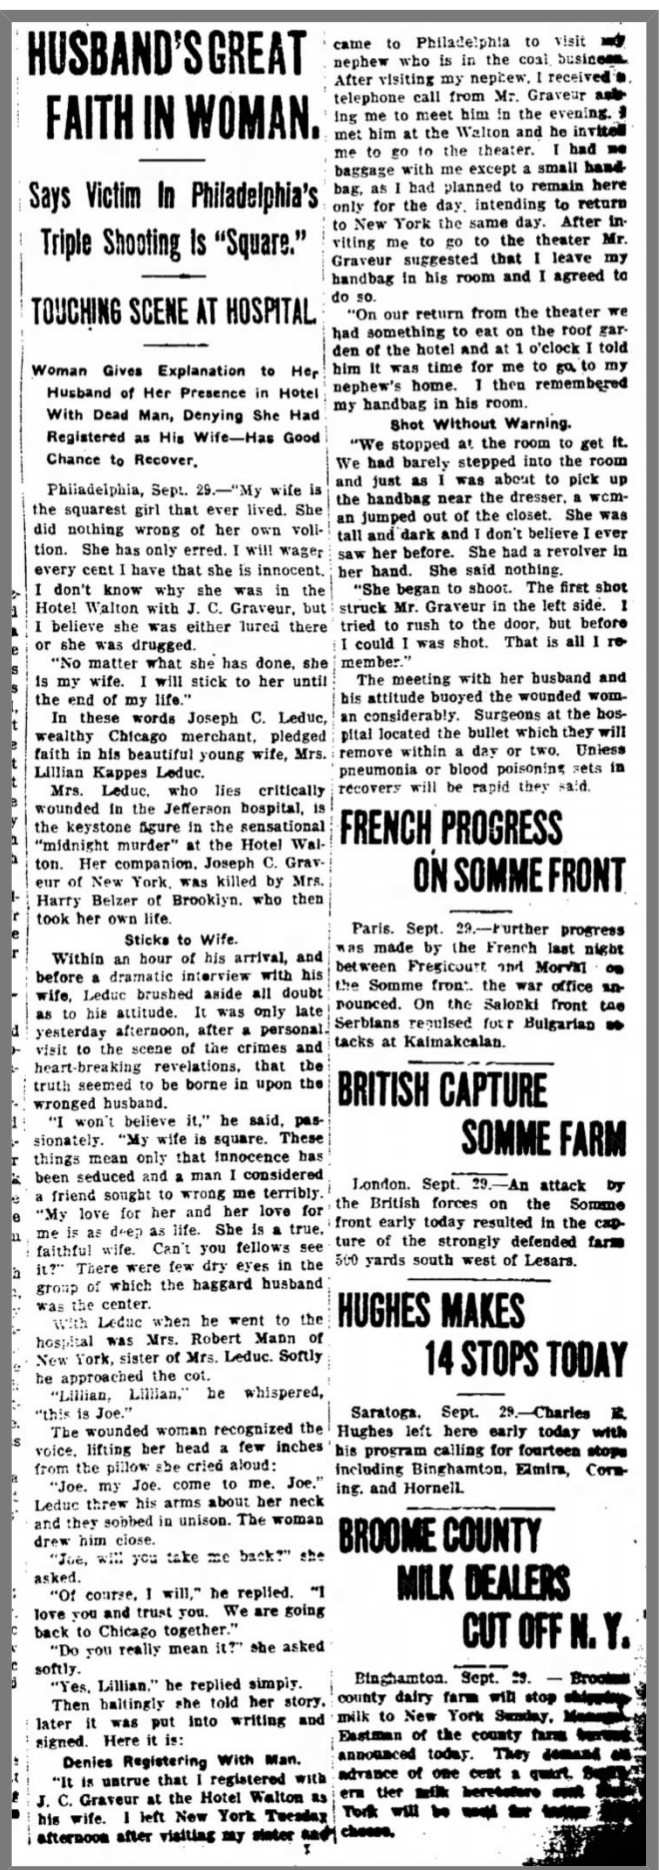 HUSBAND'S GREAT
FAITH IN WOMAN.
Says Victim In Philadelphia's
Triple Shooting Is "Square."
TOUCHING SCENE AT HOSPITAL
Woman Gives Explanation to Her
Husband of Her Presence in Hotel
With Dead Man, Denying She Had
Registered as His Wife—Has Good
Chance to Recover.
Philadelphia, Sept. 29.—"My wife is
the squarest girl that ever lived. She
did nothing wrong of her own voli-
tion. She has only erred. I will wager
every cent I have that she is innocent.
I don't know why she was in the
Hotel Walton with J. C. Graveur, but
I believe she was either lured there
or she was drugged.
"No matter what she has done, she
is my wife. I will stick to her until
the end of my life."
In these words Joseph C. Leduc,
wealthy Chicago merchant, pledged
faith in his beautiful young wife, Mrs.
Lillian Kappes Leduc.
Mrs. Leduc, who lies critically
wounded in the Jefferson hospital, is
the keystone figure in the sensational
"midnight murder" at the Hotel Wal-
ton. Her companion, Joseph C. Grav-
eur of New York, was killed by Mrs.
Harry Belzer of Brooklyn, who then
took her own life.
Sticks to Wife.
Within an hour of his arrival, and
before a dramatic interview with his
wife, Leduc brushed aside all doubt
as to his attitude. It was only late
yesterday afternoon, after a personal
visit to the scene of the crimes and
heart-breaking revelations, that the
truth seemed to be borne in upon the
wronged husband.
"I won't believe it," he said, pas-
sionately. "My wife is square. These
things mean only that innocence has
been seduced and a man I considered
a friend sought to wrong me terribly.
"My love for her and her love for
me is as deep as life. She is a true,
faithful wife. Can't you fellows see
it?" There were few dry eyes in the
group of which the haggard husband
was the center.
With Leduc when he went to the
hospital was Mrs. Robert Mann of
New York, sister of Mrs. Leduc. Softly
he approached the cot.
"Lillian, Lillian," he whispered,
"this is Joe."
The wounded woman recognized the
voice, lifting her head a few inches
from the pillow she cried aloud:
"Joe, my Joe, come to me, Joe."
Leduc threw his arms about her neck
and they sobbed in unison. The woman
drew him close.
"Joe, will you take me back?" she
asked.
"Of course, I will," he replied. "I
love you and trust you. We are going
back to Chicago together."
"Do you really mean it?" she asked
softly.
"Yes, Lillian," he replied simply.
Then haltingly she told her story,
later it was put into writing and
signed. Here it is:
Denies Registering With Man.
"It is untrue that I registered with
J. C. Graveur at the Hotel Walton as
his wife. I left New York Tuesday
afternoon after visiting my sister and
came to Philadelphia to visit my
nephew who is in the coal business.
After visiting my nephew, I received a
telephone call from Mr. Graveur ask-
ing me to meet him in the evening. I
met him at the Walton and he invited
me to go to the theater. I had no
baggage with me except a small hand-
bag, as I had planned to remain here
only for the day, intending to return
to New York the same day. After in-
viting me to go to the theater Mr.
Graveur suggested that I leave my
handbag in his room and I agreed to
do so.
"On our return from the theater we
had something to eat on the roof gar-
den of the hotel and at 1 o'clock I told
him it was time for me to go to my
nephew's home. I then remembered
my handbag in his room.
Shot Without Warning.
"We stopped at the room to get it.
We had barely stepped into the room
and just as I was about to pick up
the handbag near the dresser, a wom-
an jumped out of the closet. She was
tall and dark and I don't believe I ever
saw her before. She had a revolver in
her hand. She said nothing.
"She began to shoot. The first shot
struck Mr. Graveur in the left side. I
tried to rush to the door, but before
I could I was shot. That is all I re-
member."
The meeting with her husband and
his attitude buoyed the wounded wom-
an considerably. Surgeons at the hos-
pital located the bullet which they will
remove within a day or two. Unless
pneumonia or blood poisoning sets in
recovery will be rapid they said.
FRENCH PROGRESS
ON SOMME FRONT
Paris. Sept. 29.—Further progress
was made by the French last night
between Fregicourt and Morval on
the Somme front, the war office an-
nounced. On the Saloaki front the
Serbians repulsed four Bulgarian at-
tacks at Kaimakcalan.
BRITISH CAPTURE
SOMME FARM
London. Sept. 29.—An attack by
the British forces on the Somme
front early today resulted in the cap-
ture of the strongly defended farm
500 yards south west of Lesars.
HUGHES MAKES
14 STOPS TODAY
Saratoga. Sept. 29.—Charles E.
Hughes left here early today with
his program calling for fourteen stops
including Binghamton, Elmira, Corn-
ing, and Hornell.
BROOME COUNTY
MILK DEALERS
CUT OFF N. Y.
Binghamton. Sept. 29. — Broome
county dairy farm will stop shipping
milk to New York Sunday,
Eastman of the county farm bureau
announced today. They demand an
advance of one cent a quart.
ern tier milk heretofore sent New
York will be used for
cheese.